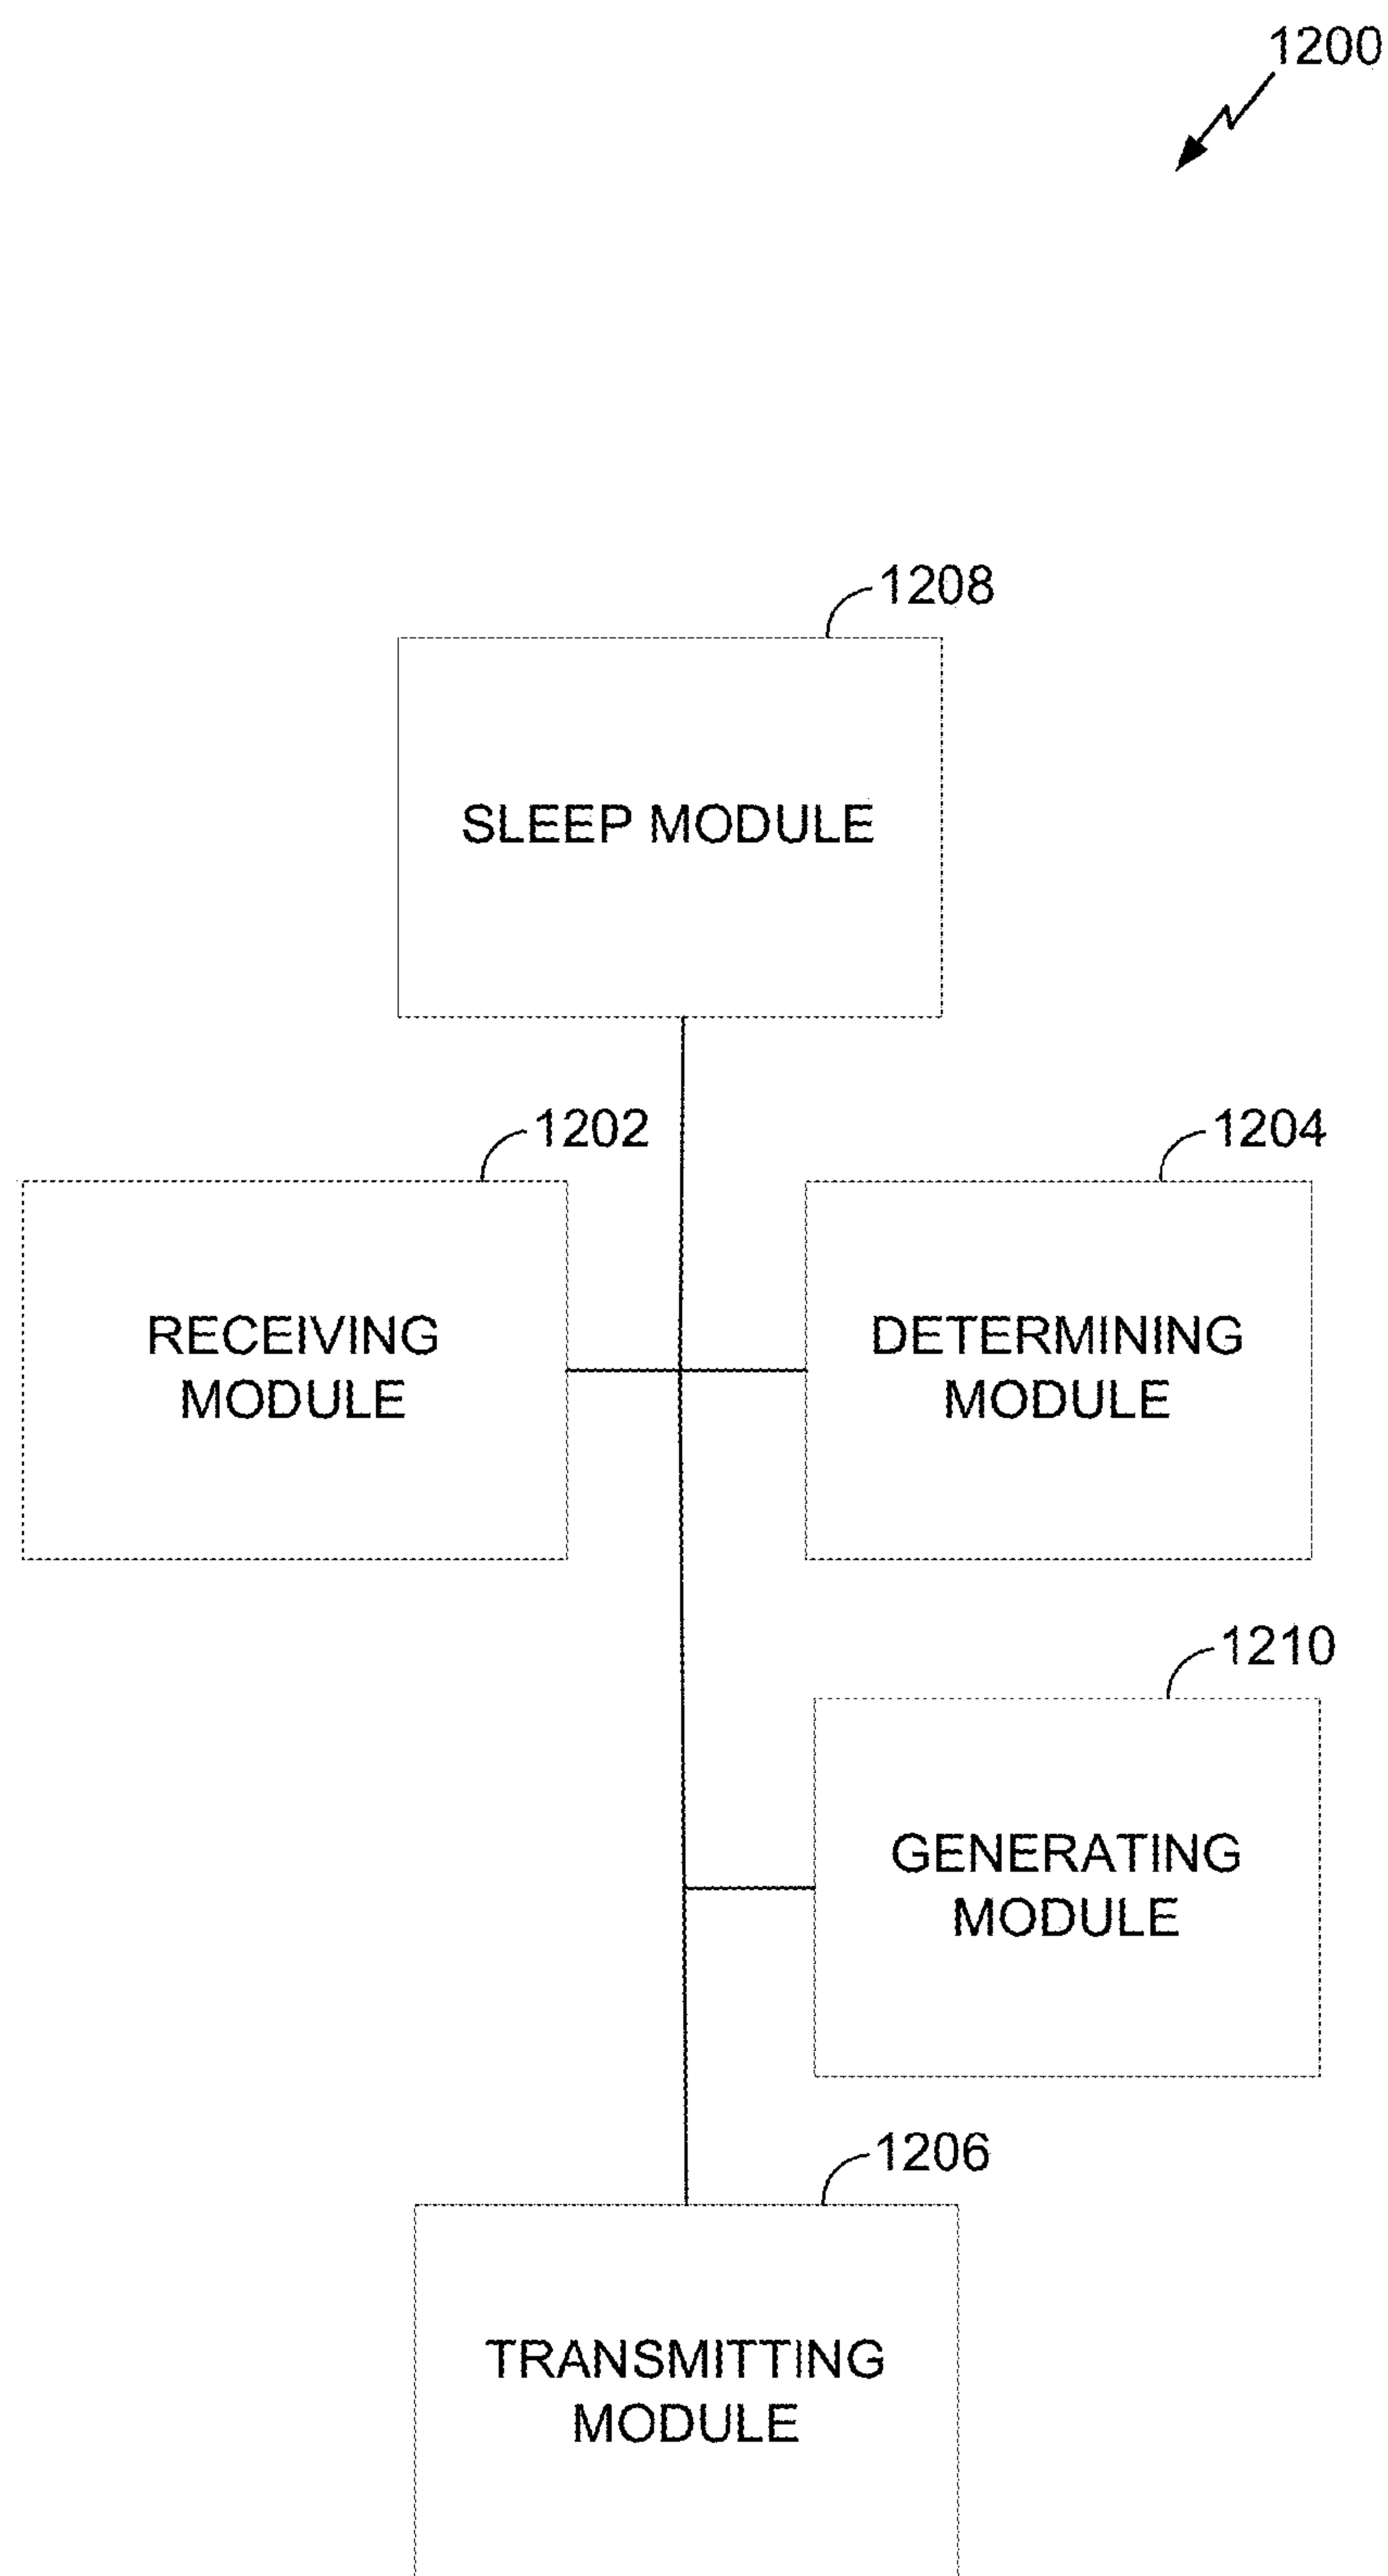 1200
1208
SLEEP MODULE
1202
1204
RECEIVING
MODULE
DETERMINING
MODULE
1210
GENERATING
MODULE
1206
TRANSMITTING
MODULE